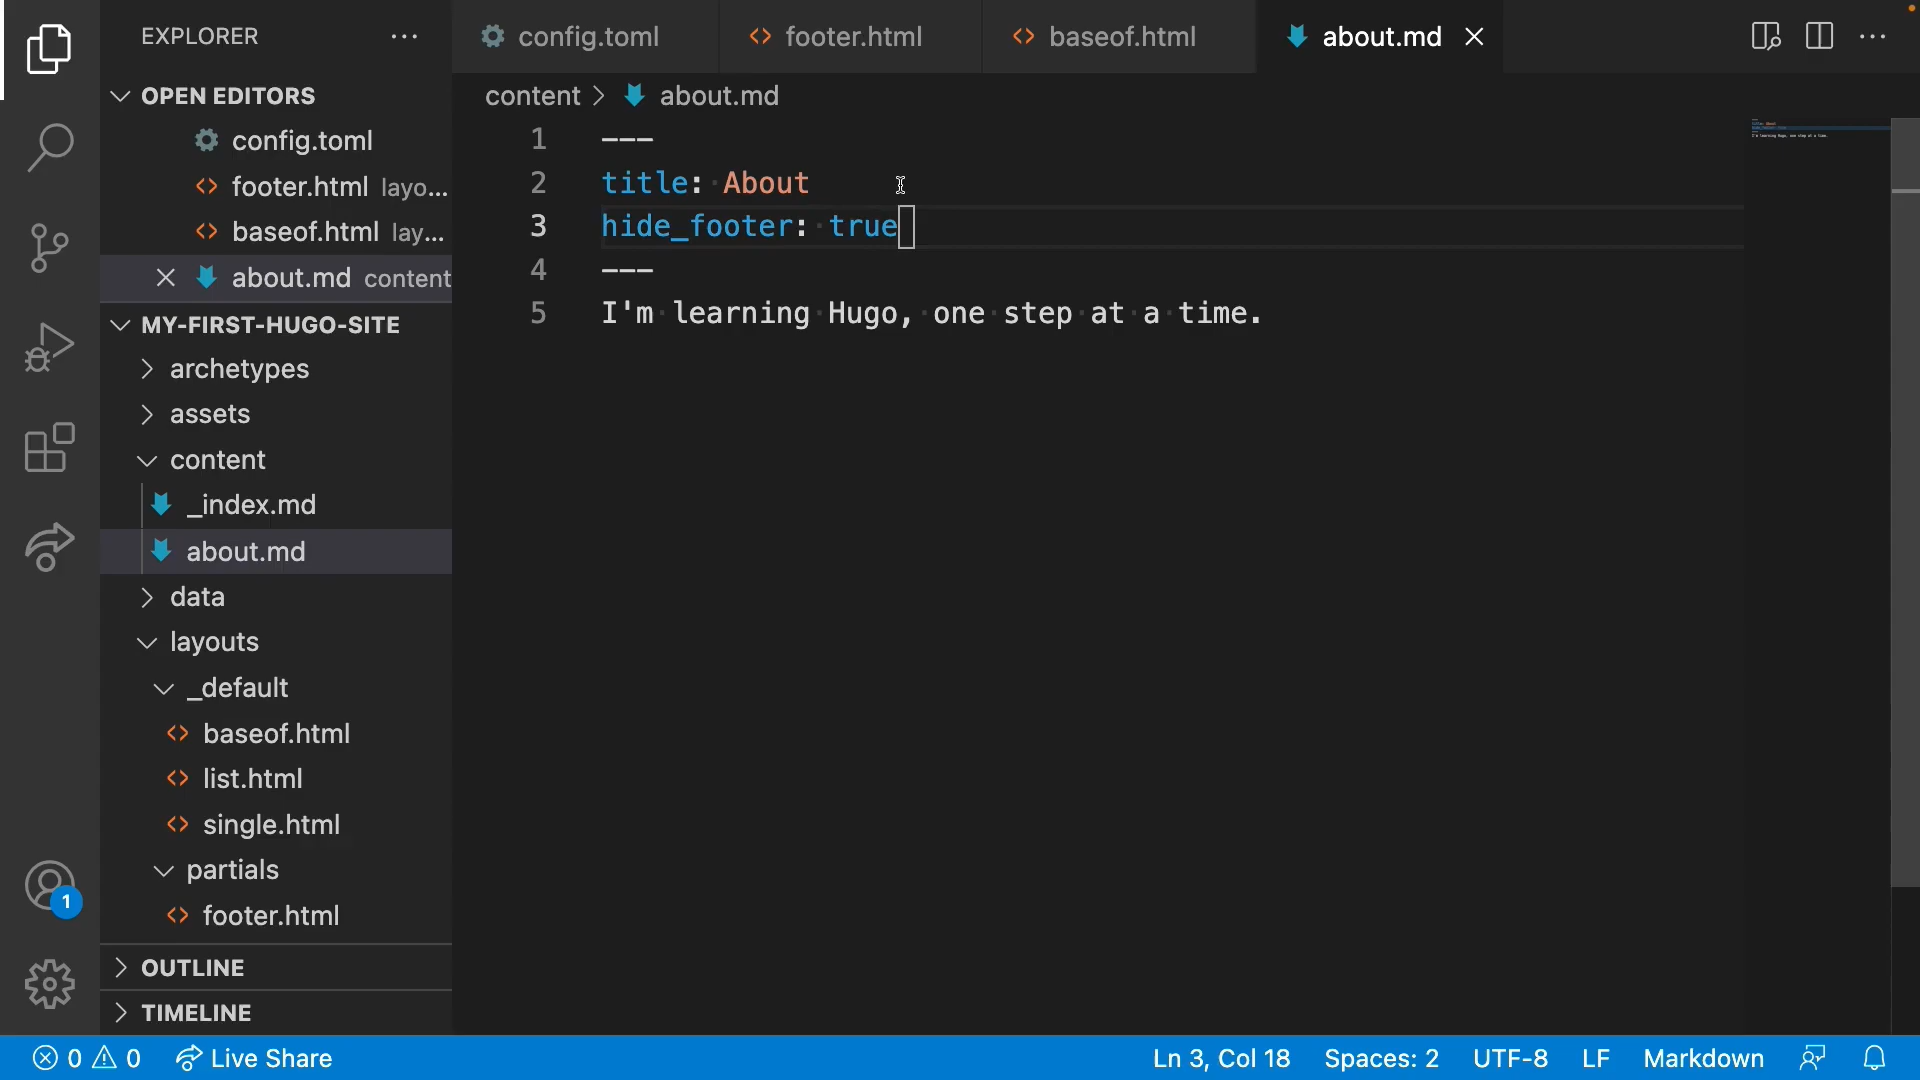 EXPLORER
OPEN EDITORS
config.toml
footer.html layo...
baseof.html lay...
about.md content
MY-FIRST-HUGO-SITE
archetypes
assets
content
_index.md
about.md
data
layouts
_default
baseof.html
list.html
single.html
partials
footer.html
OUTLINE
TIMELINE
1
config.toml
footer.html
baseof.html
about.md
content > about.md
1 ---
2 title: About
3 hide_footer: true
4 ---
5 I'm learning Hugo, one step at a time.
0 0 Live Share
Ln 3, Col 18 Spaces: 2 UTF-8 LF Markdown